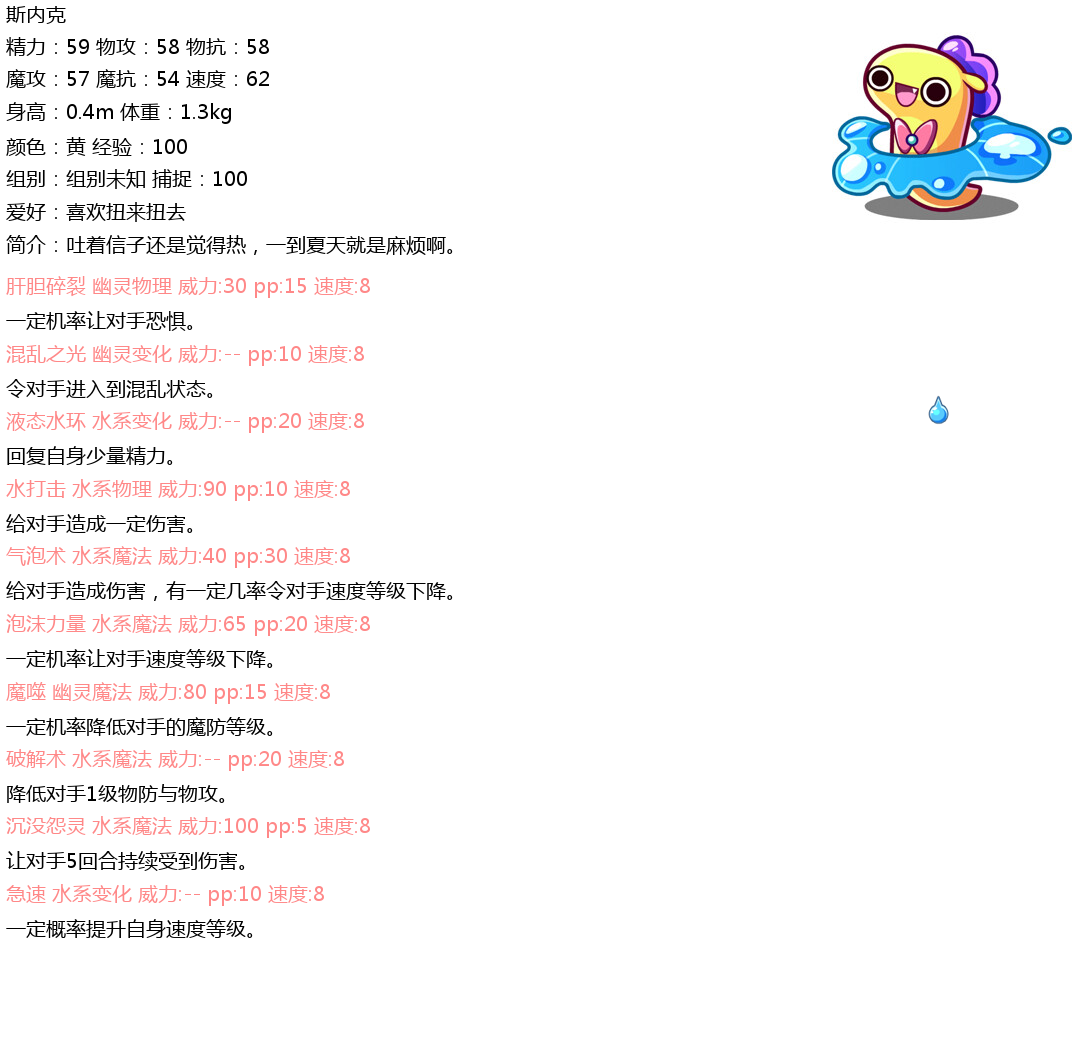 斯内克
精力：59 物攻：58 物抗：58
魔攻：57 魔抗：54 速度：62
身高：0.4m 体重：1.3kg
颜色：黄 经验：100
组别：组别未知 捕捉：100
爱好：喜欢扭来扭去
简介：吐着信子还是觉得热，一到夏天就是麻烦啊。
肝胆碎裂 幽灵物理 威力:30 pp:15 速度:8
一定机率让对手恐惧。
混乱之光 幽灵变化 威力:-- pp:10 速度:8
令对手进入到混乱状态。
液态水环 水系变化 威力:-- pp:20 速度:8
回复自身少量精力。
水打击 水系物理 威力:90 pp:10 速度:8
给对手造成一定伤害。
气泡术 水系魔法 威力:40 pp:30 速度:8
给对手造成伤害，有一定几率令对手速度等级下降。
泡沫力量 水系魔法 威力:65 pp:20 速度:8
一定机率让对手速度等级下降。
魔噬 幽灵魔法 威力:80 pp:15 速度:8
一定机率降低对手的魔防等级。
破解术 水系魔法 威力:-- pp:20 速度:8
降低对手1级物防与物攻。
沉没怨灵 水系魔法 威力:100 pp:5 速度:8
让对手5回合持续受到伤害。
急速 水系变化 威力:-- pp:10 速度:8
一定概率提升自身速度等级。